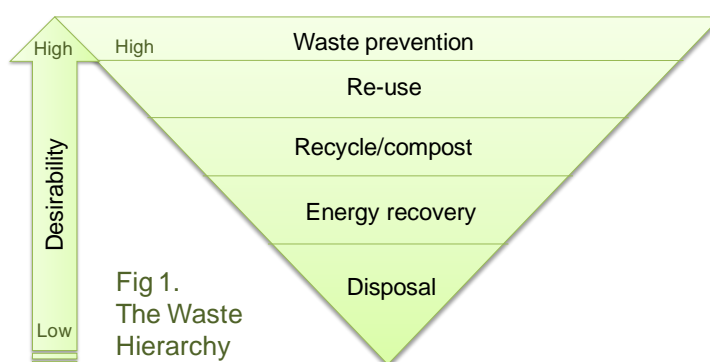 High
High
Waste prevention
Re-use
Recycle/compost
Energy recovery
Disposal
Desirability
Low
Fig 1.
The Waste
Hierarchy